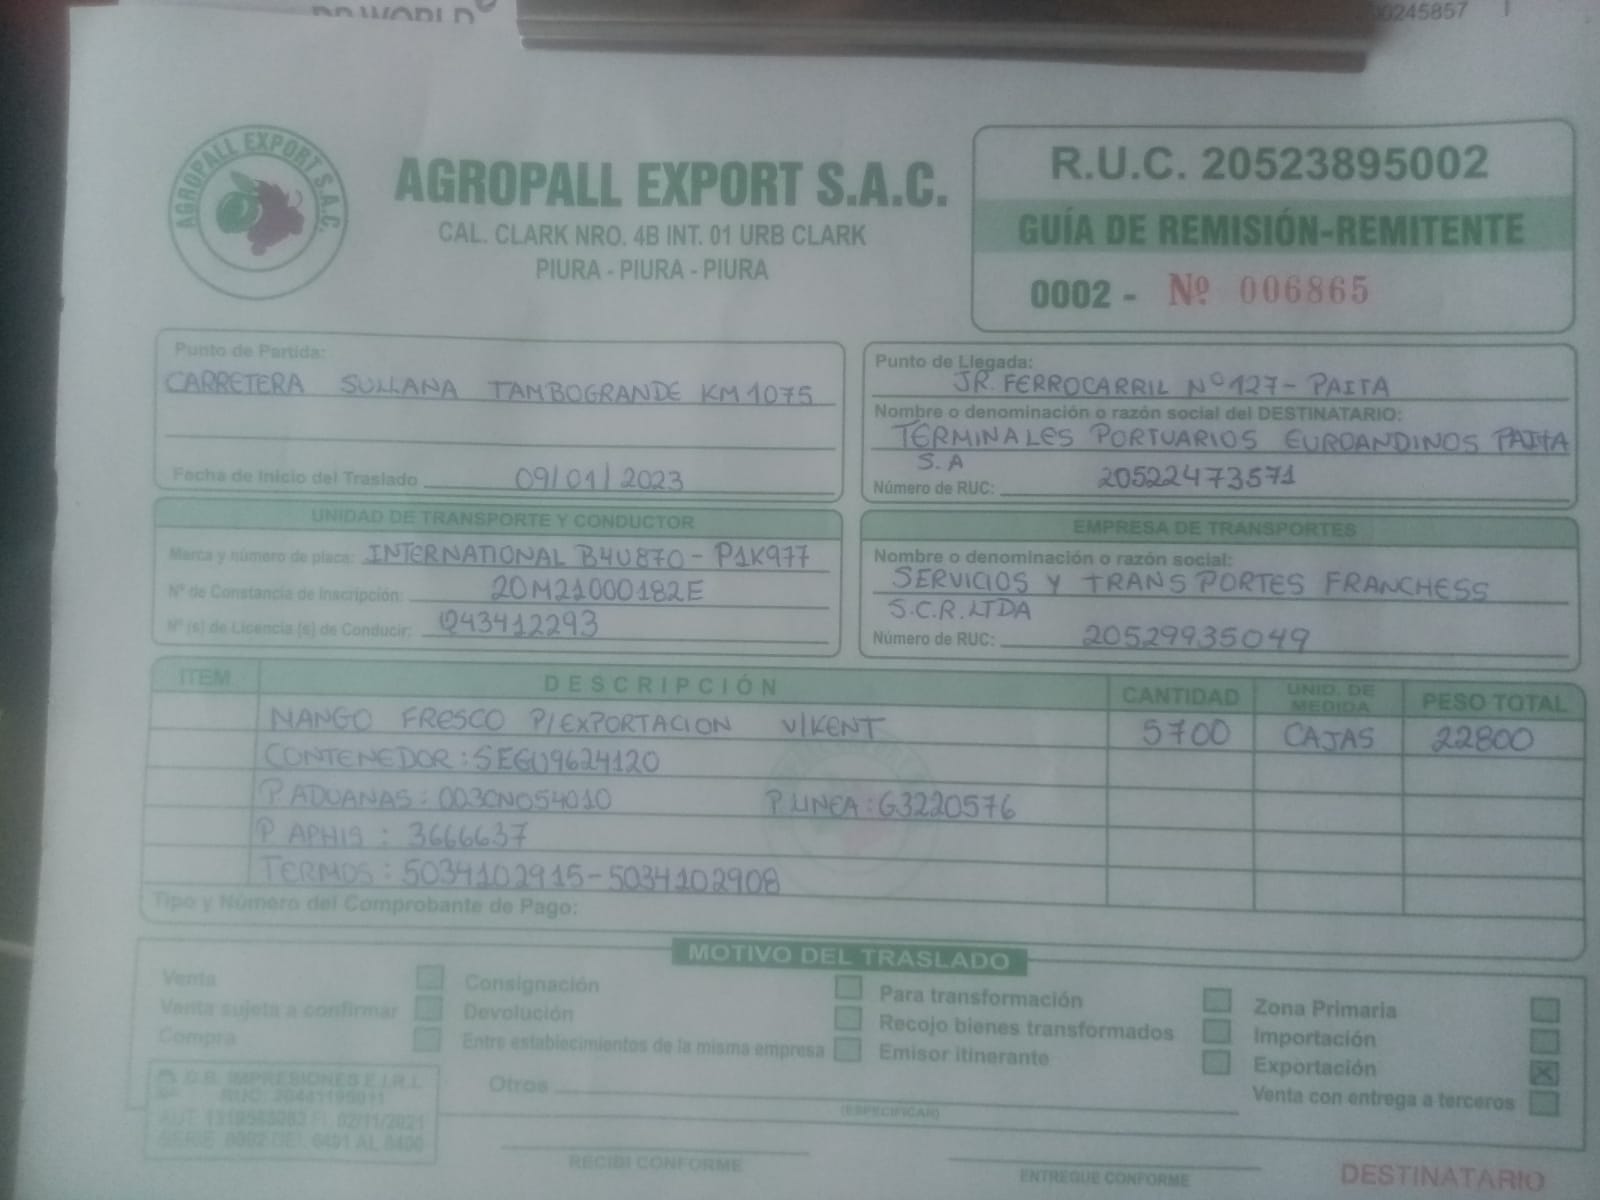 00245857
AGROPALL EXPORT S.A.C.
AGROPALL EXPORT S.A.C.
CAL. CLARK NRO. 4B INT. 01 URB CLARK
PIURA - PIURA - PIURA
R.U.C. 20523895002
GUÍA DE REMISIÓN-REMITENTE
0002 - Nº 006865
Punto de Partida:
CARRETERA SULLANA TAMBOGRANDE KM 1075
Fecha de Inicio del Traslado 09/01/2023
Punto de Llegada:
JR. FERROCARRIL Nº 127 - PAITA
Nombre o denominación o razón social del DESTINATARIO:
TERMINALES PORTUARIOS EUROANDINOS PAITA
S.A
Número de RUC: 20522473571
UNIDAD DE TRANSPORTE Y CONDUCTOR
Marca y número de placa: INTERNATIONAL B4U870 - P1K977
Nº de Constancia de Inscripción: 20M21000182E
Nº (s) de Licencia (s) de Conducir: Q43412293
EMPRESA DE TRANSPORTES
Nombre o denominación o razón social:
SERVICIOS Y TRANSPORTES FRANCHESS
S.C.R.LTDA
Número de RUC: 20529935049
ITEM DESCRIPCIÓN CANTIDAD UNID. DE MEDIDA PESO TOTAL
MANGO FRESCO P/EXPORTACION V/KENT 5700 CAJAS 22800
CONTENEDOR : SEGU9624120
P. ADUANAS : 003CN054010 P. LINEA : G3220576
P. APHIS : 3666637
TERMOS : 5034102915-5034102908
Tipo y Número del Comprobante de Pago:
MOTIVO DEL TRASLADO
Venta
Venta sujeta a confirmar
Compra
Consignación
Devolución
Entre establecimientos de la misma empresa
Para transformación
Recojo bienes transformados
Emisor itinerante
Zona Primaria
Importación
Exportación X
Venta con entrega a terceros
Otros
(ESPECIFICAR)
IMPRESIONES E.I.R.L
RECIBI CONFORME
ENTREGUE CONFORME
DESTINATARIO